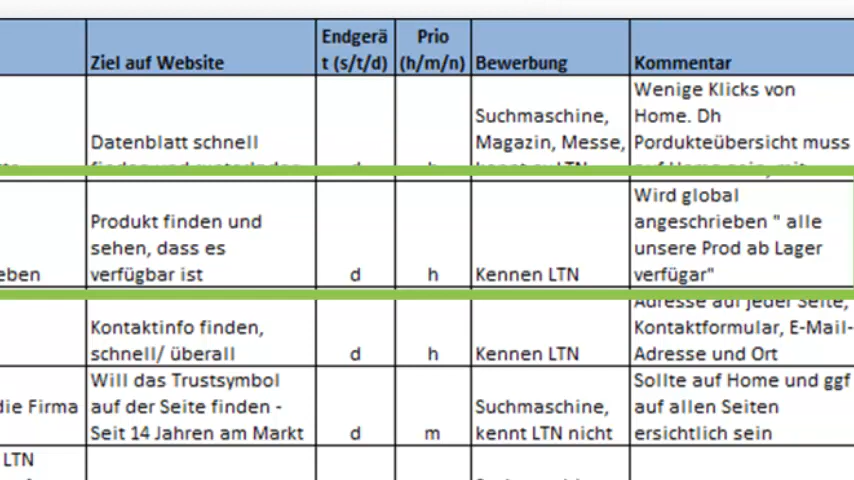 Ziel auf Website
Endgerä
t (s/t/d)
Prio
(h/m/n)
Bewerbung
Kommentar
Datenblatt schnell
Suchmaschine,
Magazin, Messe,
Wenige Klicks von
Home. Dh
Pordukteübersicht muss
eben
Produkt finden und
sehen, dass es
verfügbar ist
d
h
Kennen LTN
Wird global
angeschrieben " alle
unsere Prod ab Lager
verfügar"
Kontaktinfo finden,
schnell/ überall
d
h
Kennen LTN
Adresse auf jeder Seite,
Kontaktformular, E-Mail-
Adresse und Ort
die Firma
Will das Trustsymbol
auf der Seite finden -
Seit 14 Jahren am Markt
d
m
Suchmaschine,
kennt LTN nicht
Sollte auf Home und ggf
auf allen Seiten
ersichtlich sein
LTN